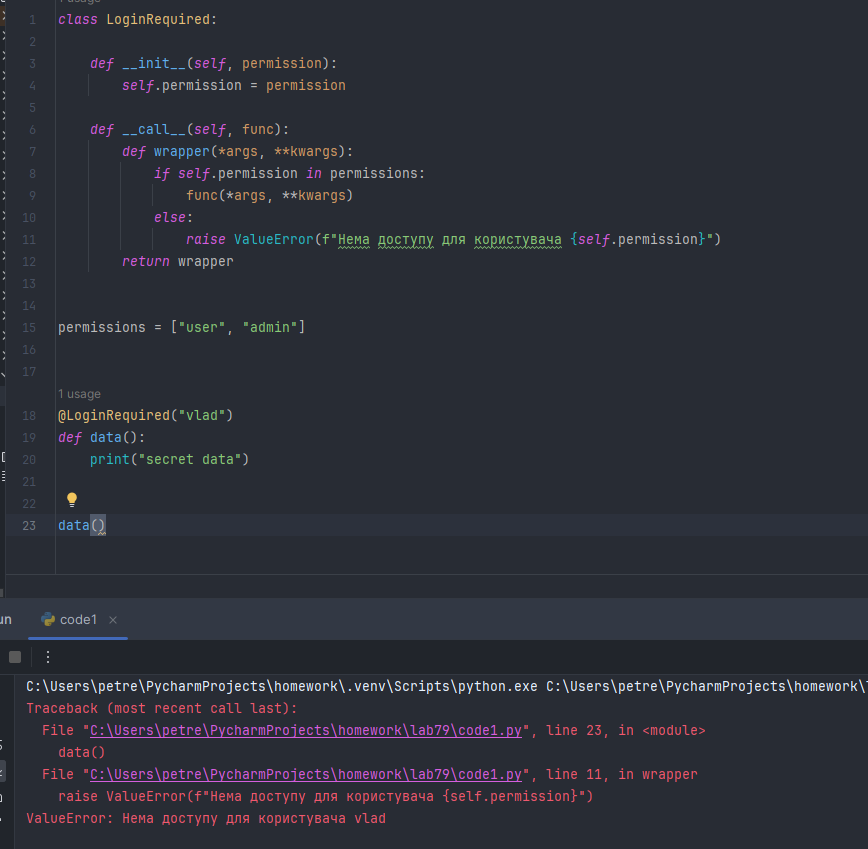 1 usage
1 class LoginRequired:
2
3     def __init__(self, permission):
4         self.permission = permission
5
6     def __call__(self, func):
7         def wrapper(*args, **kwargs):
8             if self.permission in permissions:
9                 func(*args, **kwargs)
10             else:
11                 raise ValueError(f"Нема доступу для користувача {self.permission}")
12         return wrapper
13
14
15 permissions = ["user", "admin"]
16
17
1 usage
18 @LoginRequired("vlad")
19 def data():
20     print("secret data")
21
22
23 data()
un
code1
C:\Users\petre\PycharmProjects\homework\.venv\Scripts\python.exe C:\Users\petre\PycharmProjects\homework\
Traceback (most recent call last):
  File "C:\Users\petre\PycharmProjects\homework\lab79\code1.py", line 23, in <module>
    data()
  File "C:\Users\petre\PycharmProjects\homework\lab79\code1.py", line 11, in wrapper
    raise ValueError(f"Нема доступу для користувача {self.permission}")
ValueError: Нема доступу для користувача vlad